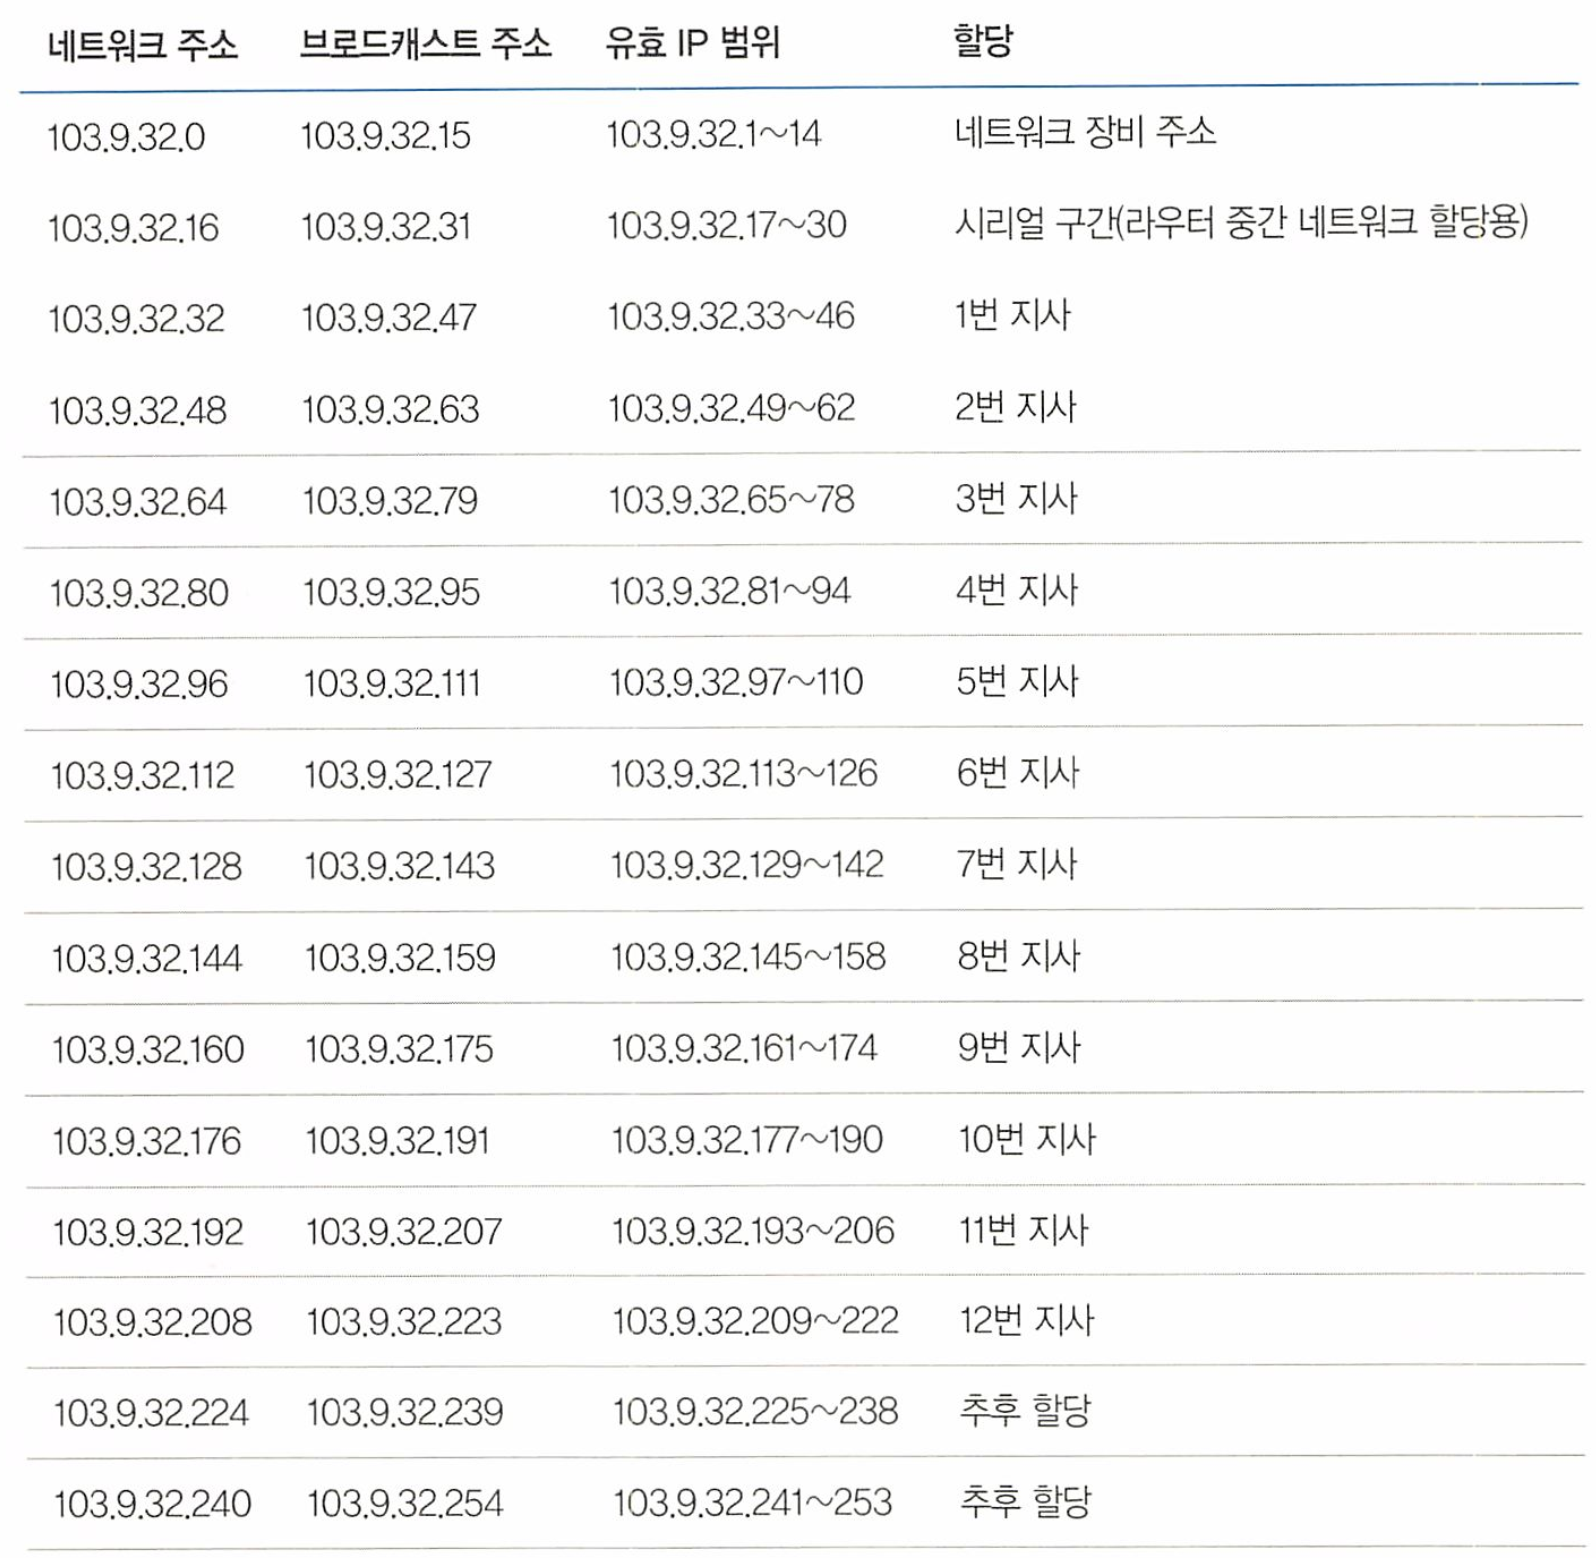 네트워크 주소 브로드캐스트 주소 유효 IP 범위 할당
103.9.32.0 103.9.32.15 103.9.32.1~14 네트워크 장비 주소
103.9.32.16 103.9.32.31 103.9.32.17~30 시리얼 구간(라우터 중간 네트워크 할당용)
103.9.32.32 103.9.32.47 103.9.32.33~46 1번 지사
103.9.32.48 103.9.32.63 103.9.32.49~62 2번 지사
103.9.32.64 103.9.32.79 103.9.32.65~78 3번 지사
103.9.32.80 103.9.32.95 103.9.32.81~94 4번 지사
103.9.32.96 103.9.32.111 103.9.32.97~110 5번 지사
103.9.32.112 103.9.32.127 103.9.32.113~126 6번 지사
103.9.32.128 103.9.32.143 103.9.32.129~142 7번 지사
103.9.32.144 103.9.32.159 103.9.32.145~158 8번 지사
103.9.32.160 103.9.32.175 103.9.32.161~174 9번 지사
103.9.32.176 103.9.32.191 103.9.32.177~190 10번 지사
103.9.32.192 103.9.32.207 103.9.32.193~206 11번 지사
103.9.32.208 103.9.32.223 103.9.32.209~222 12번 지사
103.9.32.224 103.9.32.239 103.9.32.225~238 추후 할당
103.9.32.240 103.9.32.254 103.9.32.241~253 추후 할당